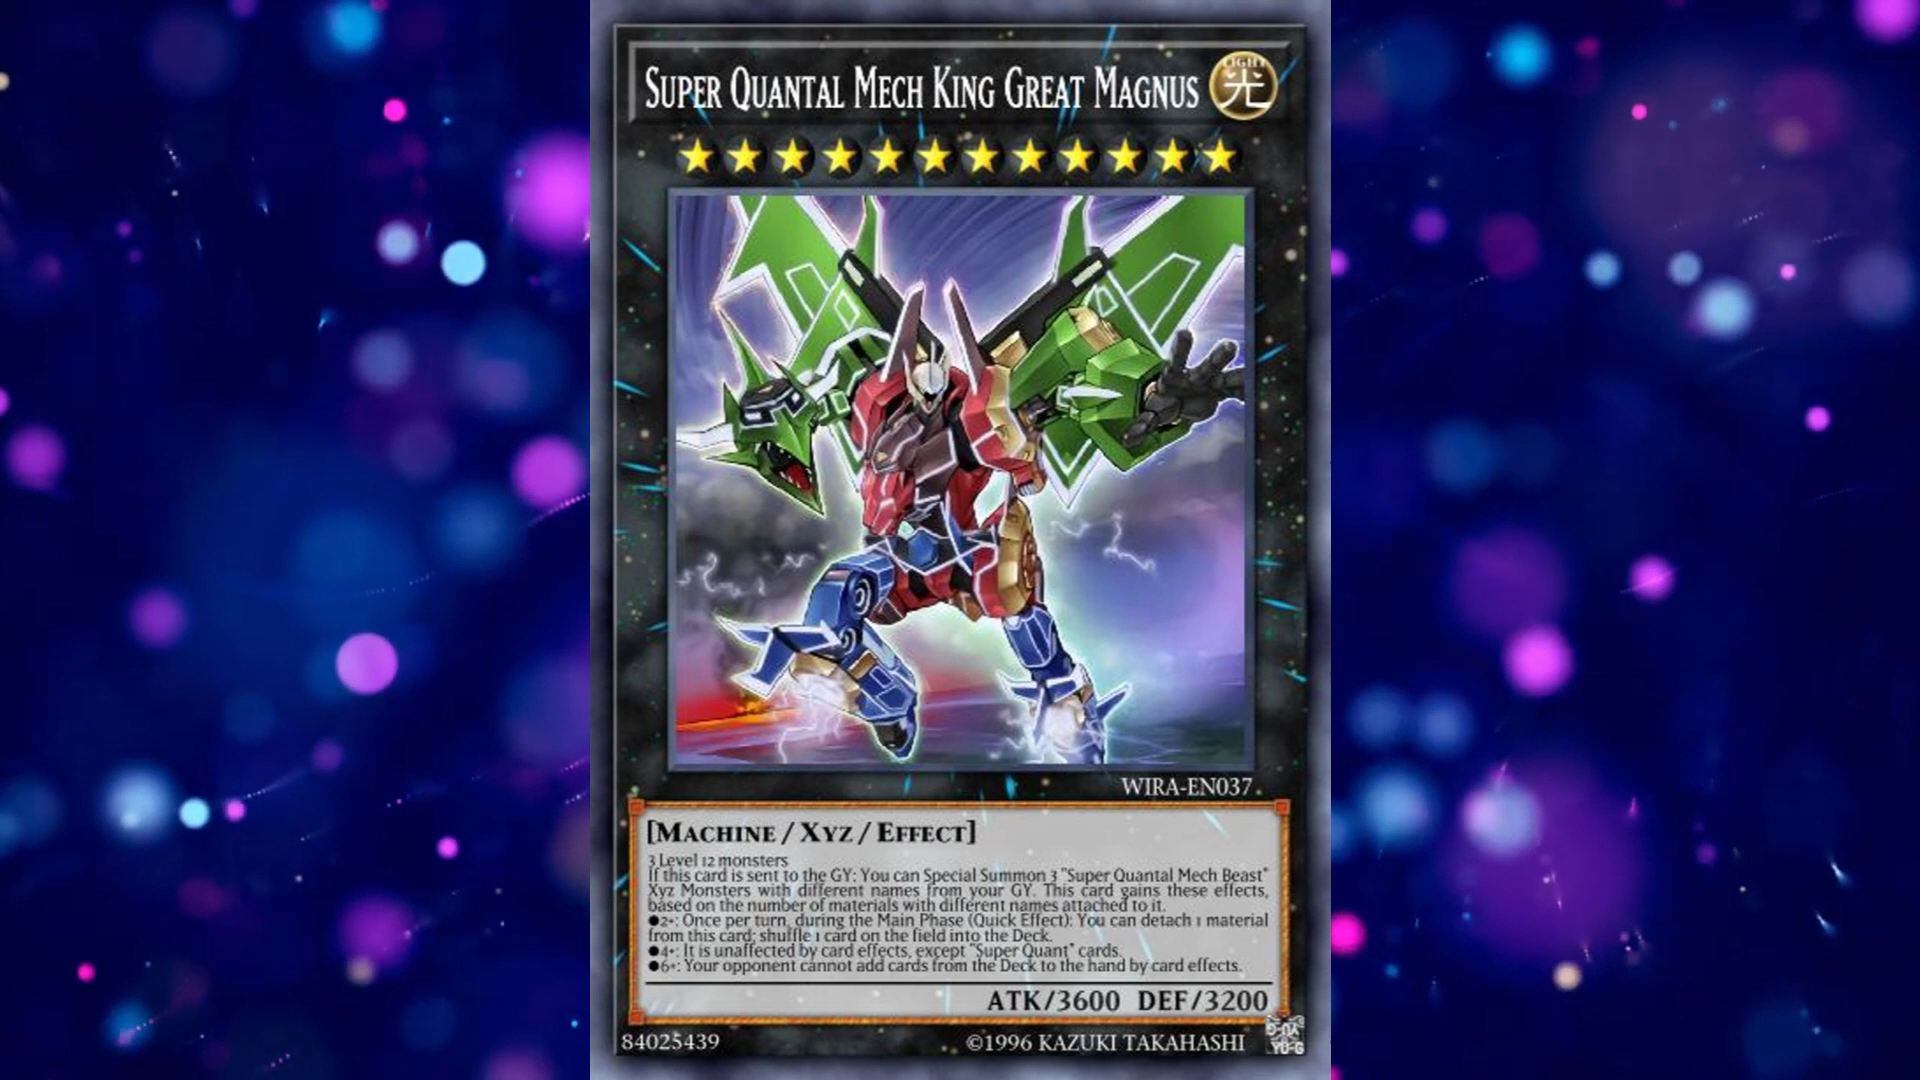 SUPER QUANTAL MECH KING GREAT MAGNUS
LIGHT
光
WIRA-EN037
[MACHINE / XYZ / EFFECT]
3 Level 12 monsters
If this card is sent to the GY: You can Special Summon 3 "Super Quantal Mech Beast"
Xyz Monsters with different names from your GY. This card gains these effects,
based on the number of materials with different names attached to it.
●2+: Once per turn, during the Main Phase (Quick Effect): You can detach 1 material
from this card; shuffle 1 card on the field into the Deck.
●4+: It is unaffected by card effects, except "Super Quant" cards.
●6+: Your opponent cannot add cards from the Deck to the hand by card effects.
ATK/3600 DEF/3200
84025439
©1996 KAZUKI TAKAHASHI